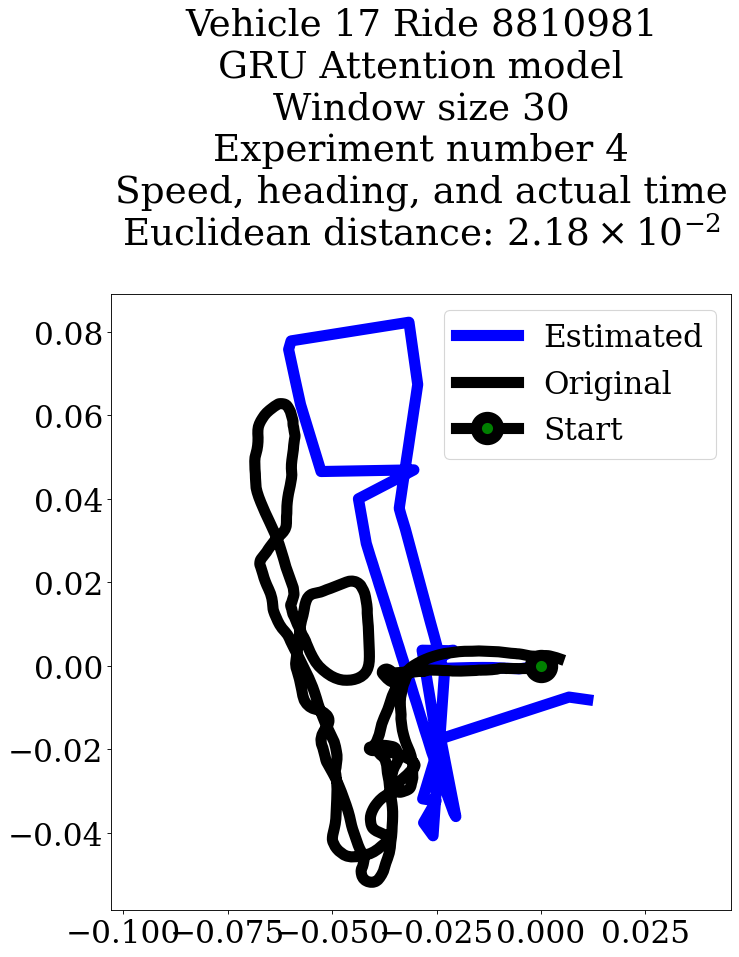 Vehicle 17 Ride 8810981
GRU Attention model
Window size 30
Experiment number 4
Speed, heading, and actual time
Euclidean distance: 2.18 × 10⁻²
Estimated
Original
Start
0.08
0.06
0.04
0.02
0.00
−0.02
−0.04
−0.100 −0.075 −0.050 −0.025 0.000 0.025